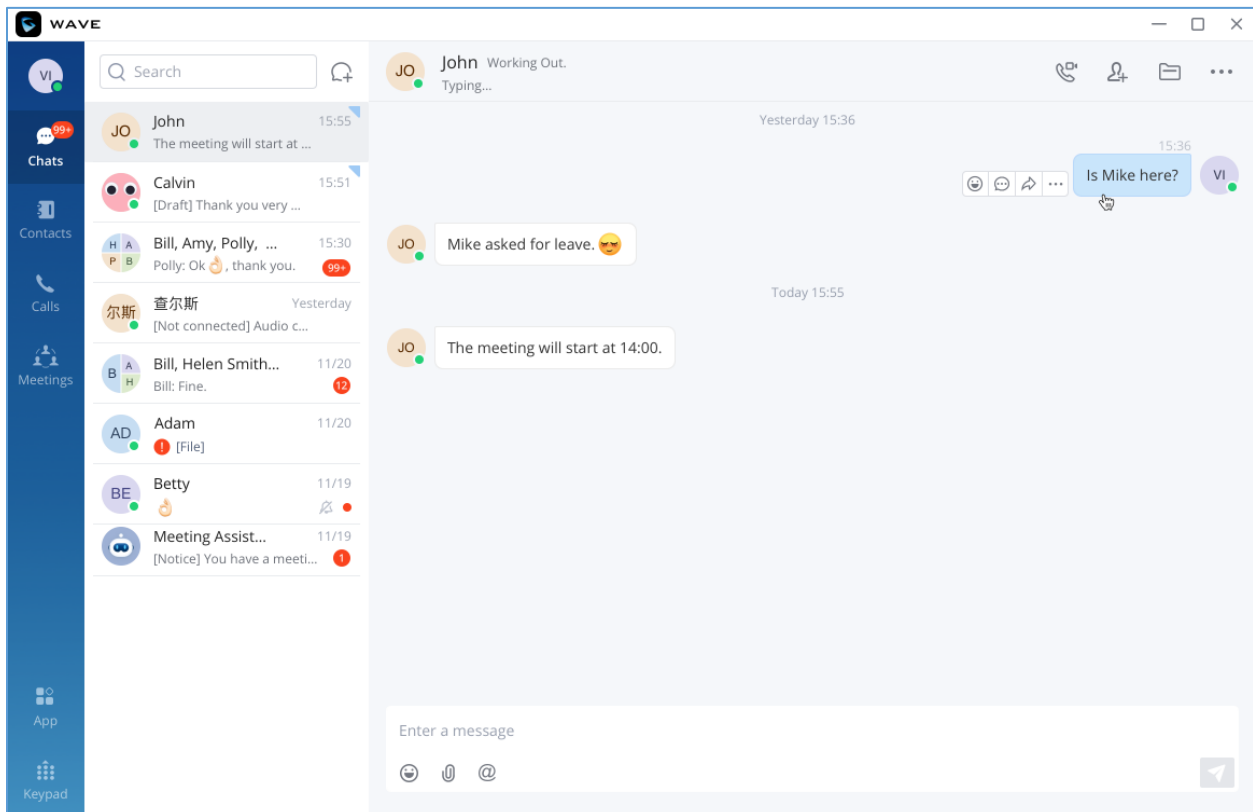 WAVE
VI
99+
Chats
Contacts
Calls
Meetings
App
Keypad
Search
JO
John
15:55
The meeting will start at ...
Calvin
15:51
[Draft] Thank you very ...
H A
P B
Bill, Amy, Polly, ...
15:30
Polly: Ok👌🏻, thank you.
99+
尔斯
查尔斯
Yesterday
[Not connected] Audio c...
B A
H
Bill, Helen Smith...
11/20
Bill: Fine.
12
AD
Adam
11/20
! [File]
BE
Betty
11/19
👌🏻
Meeting Assist...
11/19
[Notice] You have a meeti...
1
JO
John Working Out.
Typing...
Yesterday 15:36
15:36
Is Mike here?
VI
JO
Mike asked for leave. 😌
Today 15:55
JO
The meeting will start at 14:00.
Enter a message
@